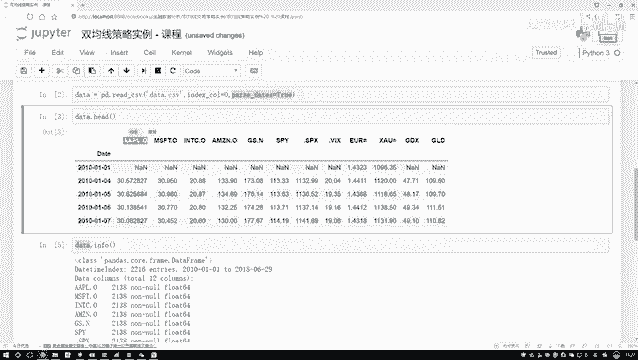 双均线策略实例 - 课程
jupyter 双均线策略实例 - 课程 (unsaved changes)
File Edit View Insert Cell Kernel Widgets Help
Trusted Python 3
Code
In [2]: data = pd.read_csv('data.csv',index_col=0,parse_dates=True)
In [3]: data.head()
Out[3]:
AAPL.O MSFT.O INTC.O AMZN.O GS.N SPY .SPX .VIX EUR= XAU= GDX GLD
Date
2010-01-01 NaN NaN NaN NaN NaN NaN NaN NaN 1.4323 1096.35 NaN NaN
2010-01-04 30.572827 30.950 20.88 133.90 173.08 113.33 1132.99 20.04 1.4411 1120.00 47.71 109.80
2010-01-05 30.625684 30.960 20.87 134.69 176.14 113.63 1136.52 19.35 1.4368 1118.65 48.17 109.70
2010-01-06 30.138541 30.770 20.80 132.25 174.26 113.71 1137.14 19.16 1.4412 1138.50 49.34 111.51
2010-01-07 30.082827 30.452 20.60 130.00 177.67 114.19 1141.69 19.06 1.4318 1131.90 49.10 110.82
In [5]: data.info()
<class 'pandas.core.frame.DataFrame'>
DatetimeIndex: 2216 entries, 2010-01-01 to 2018-06-29
Data columns (total 12 columns):
AAPL.O 2138 non-null float64
MSFT.O 2138 non-null float64
INTC.O 2138 non-null float64
AMZN.O 2138 non-null float64
GS.N 2138 non-null float64
SPY 2138 non-null float64